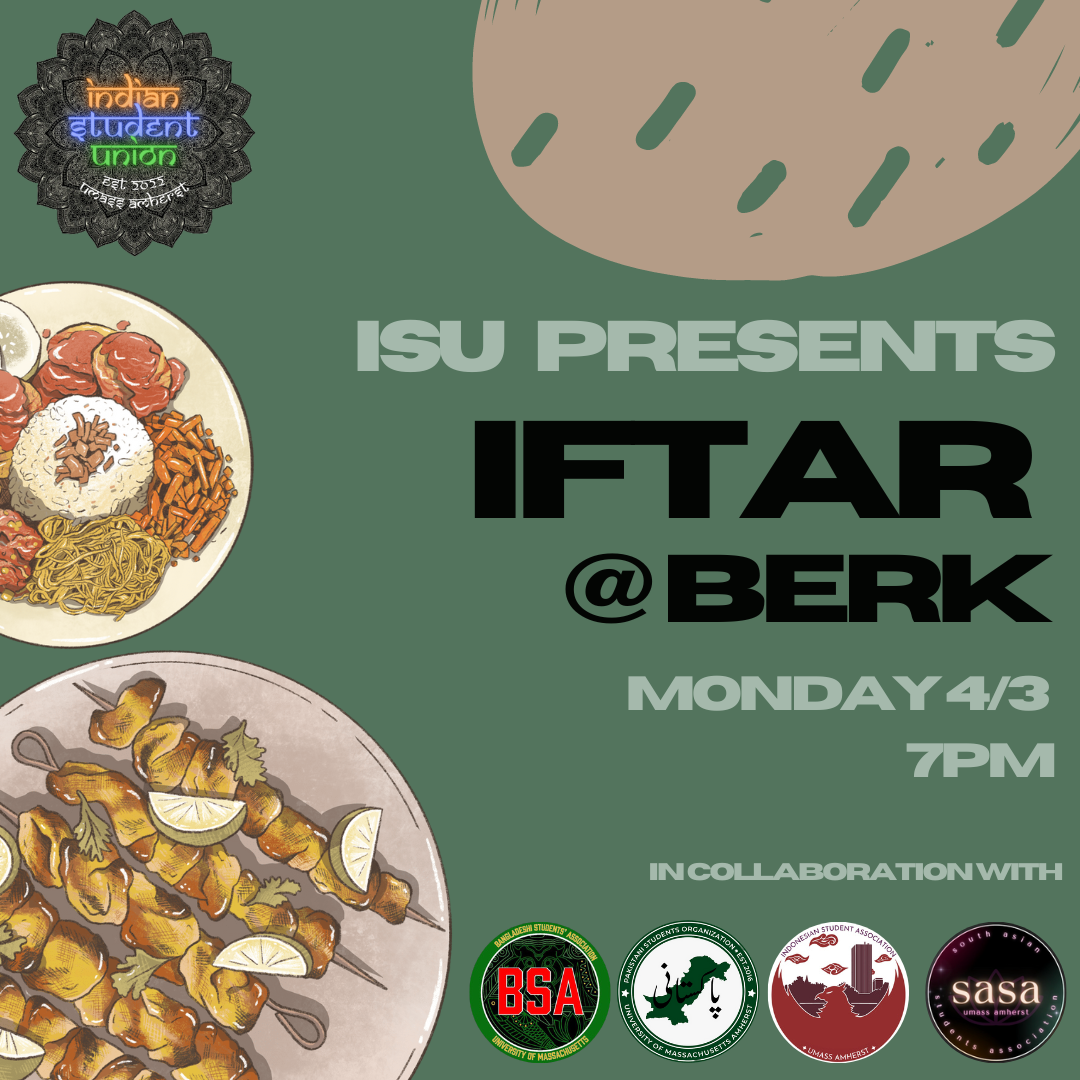 indian
student
union
EST 2022
umass amherst
ISU PRESENTS
IFTAR
@BERK
MONDAY 4/3
7PM
IN COLLABORATION WITH
BANGLADESHI STUDENTS' ASSOCIATION
BSA
UNIVERSITY OF MASSACHUSETTS
PAKISTANI STUDENTS ORGANIZATION • EST.2016
پاکستانی
UNIVERSITY OF MASSACHUSETTS AMHERST
INDONESIAN STUDENT ASSOCIATION
UMASS AMHERST
south asian
sasa
umass amherst
students association